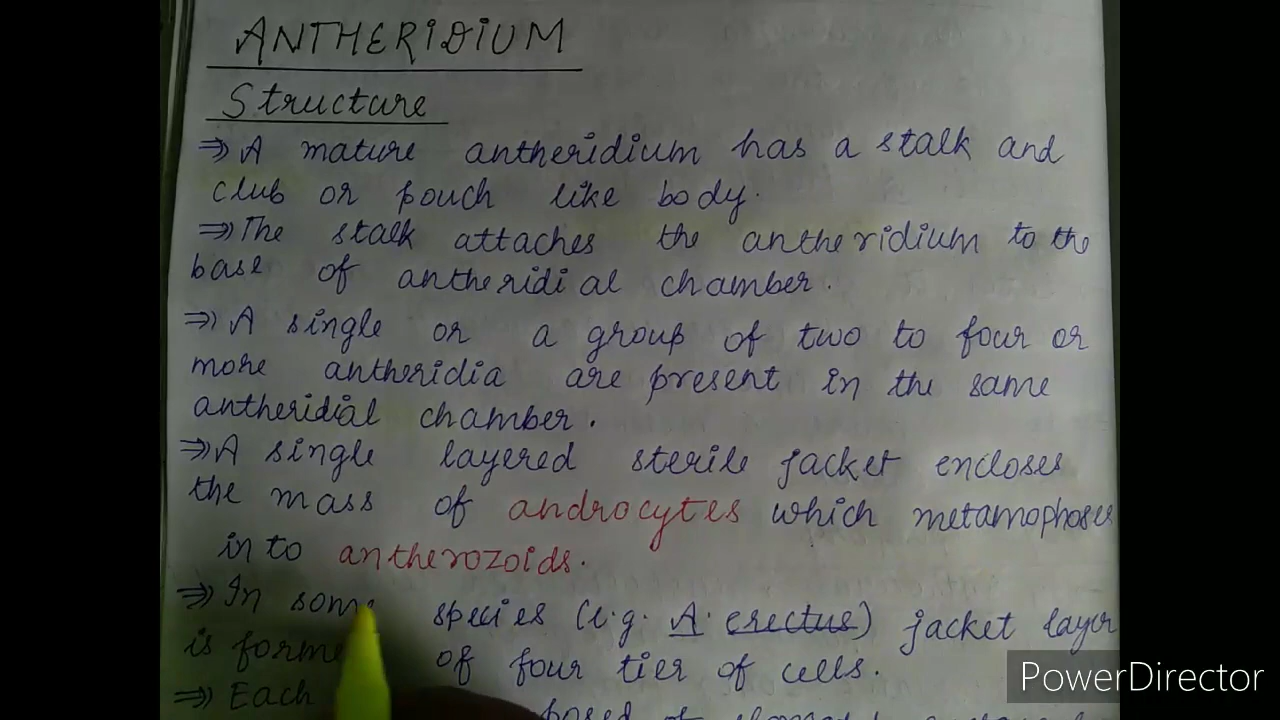 ANTHERIDIUM
Structure
⇒ A mature antheridium has a stalk and
club or pouch like body.
⇒ The stalk attaches the antheridium to the
base of antheridial chamber.
⇒ A single or a group of two to four or
more antheridia are present in the same
antheridial chamber.
⇒ A single layered sterile jacket encloses
the mass of androcytes which metamophoses
into antherozoids.
⇒ In some species (e.g. A. erectus) jacket layer
is forme of four tier of cells.
⇒ Each of
PowerDirector